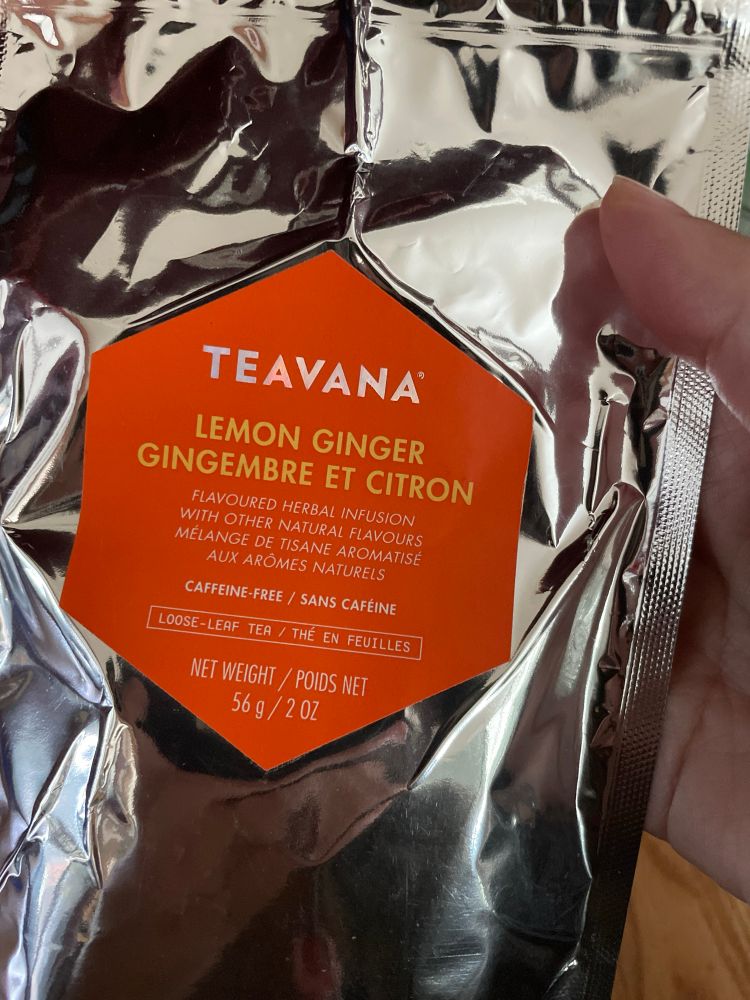 TEAVANA®
LEMON GINGER
GINGEMBRE ET CITRON
FLAVOURED HERBAL INFUSION
WITH OTHER NATURAL FLAVOURS
MÉLANGE DE TISANE AROMATISÉ
AUX ARÔMES NATURELS
CAFFEINE-FREE / SANS CAFÉINE
LOOSE-LEAF TEA / THÉ EN FEUILLES
NET WEIGHT / POIDS NET
56 g / 2 OZ